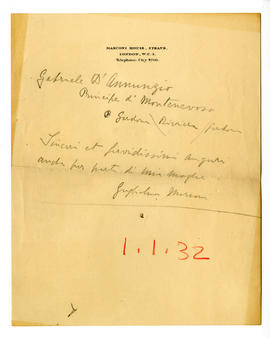 MARCONI HOUSE, STRAND,
LONDON, W.C.2.
Telephone: City 8710.
Gabriele D'Annunzio
Principe di Montenevoso
Gardone Riviera
Sinceri et fervidissimi auguri
anche per parte di mia moglie
Guglielmo Marconi
1.1.32